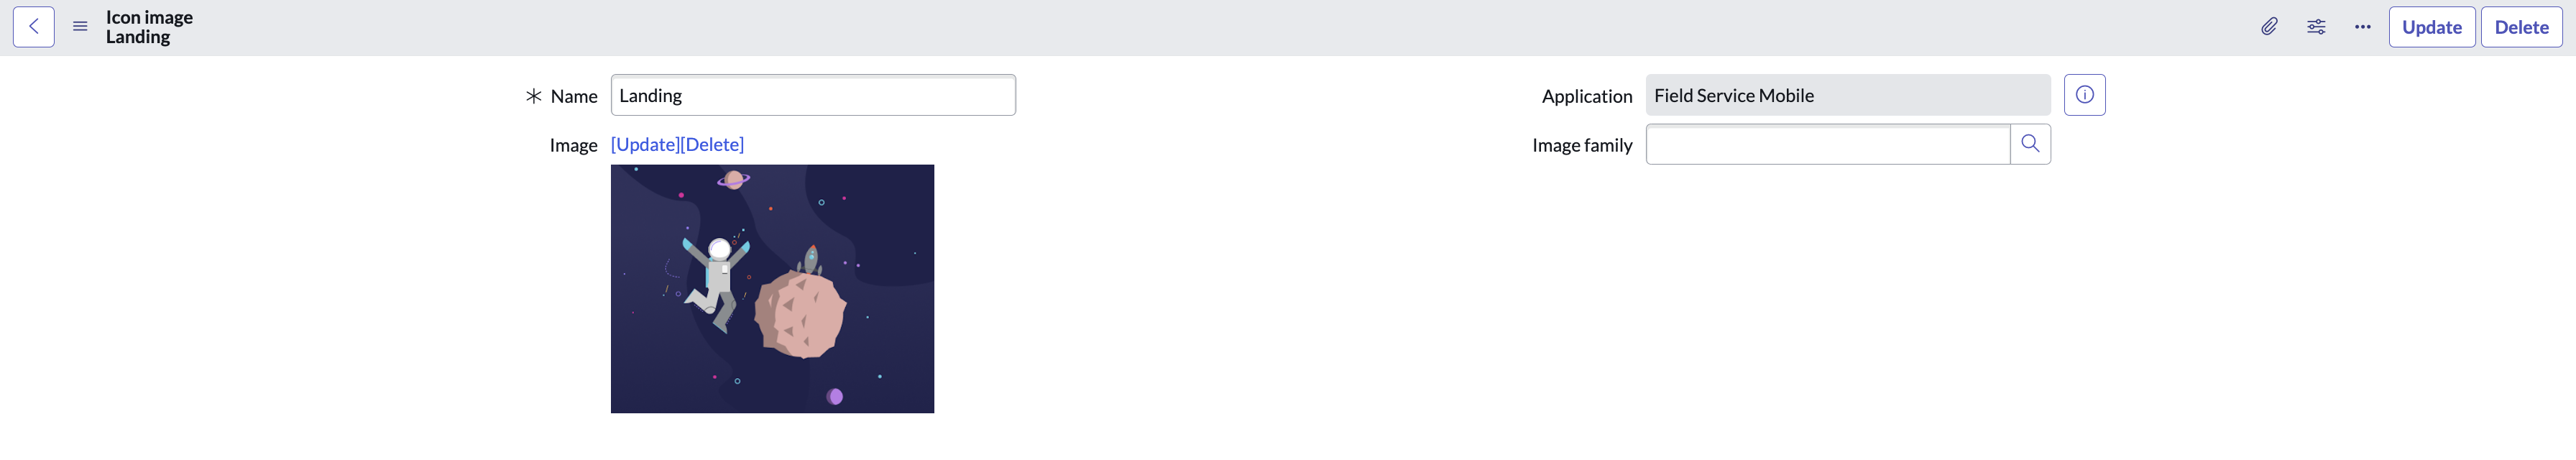 Icon image
Landing
Update
Delete
Name
Landing
Application
Field Service Mobile
Image
[Update][Delete]
Image family